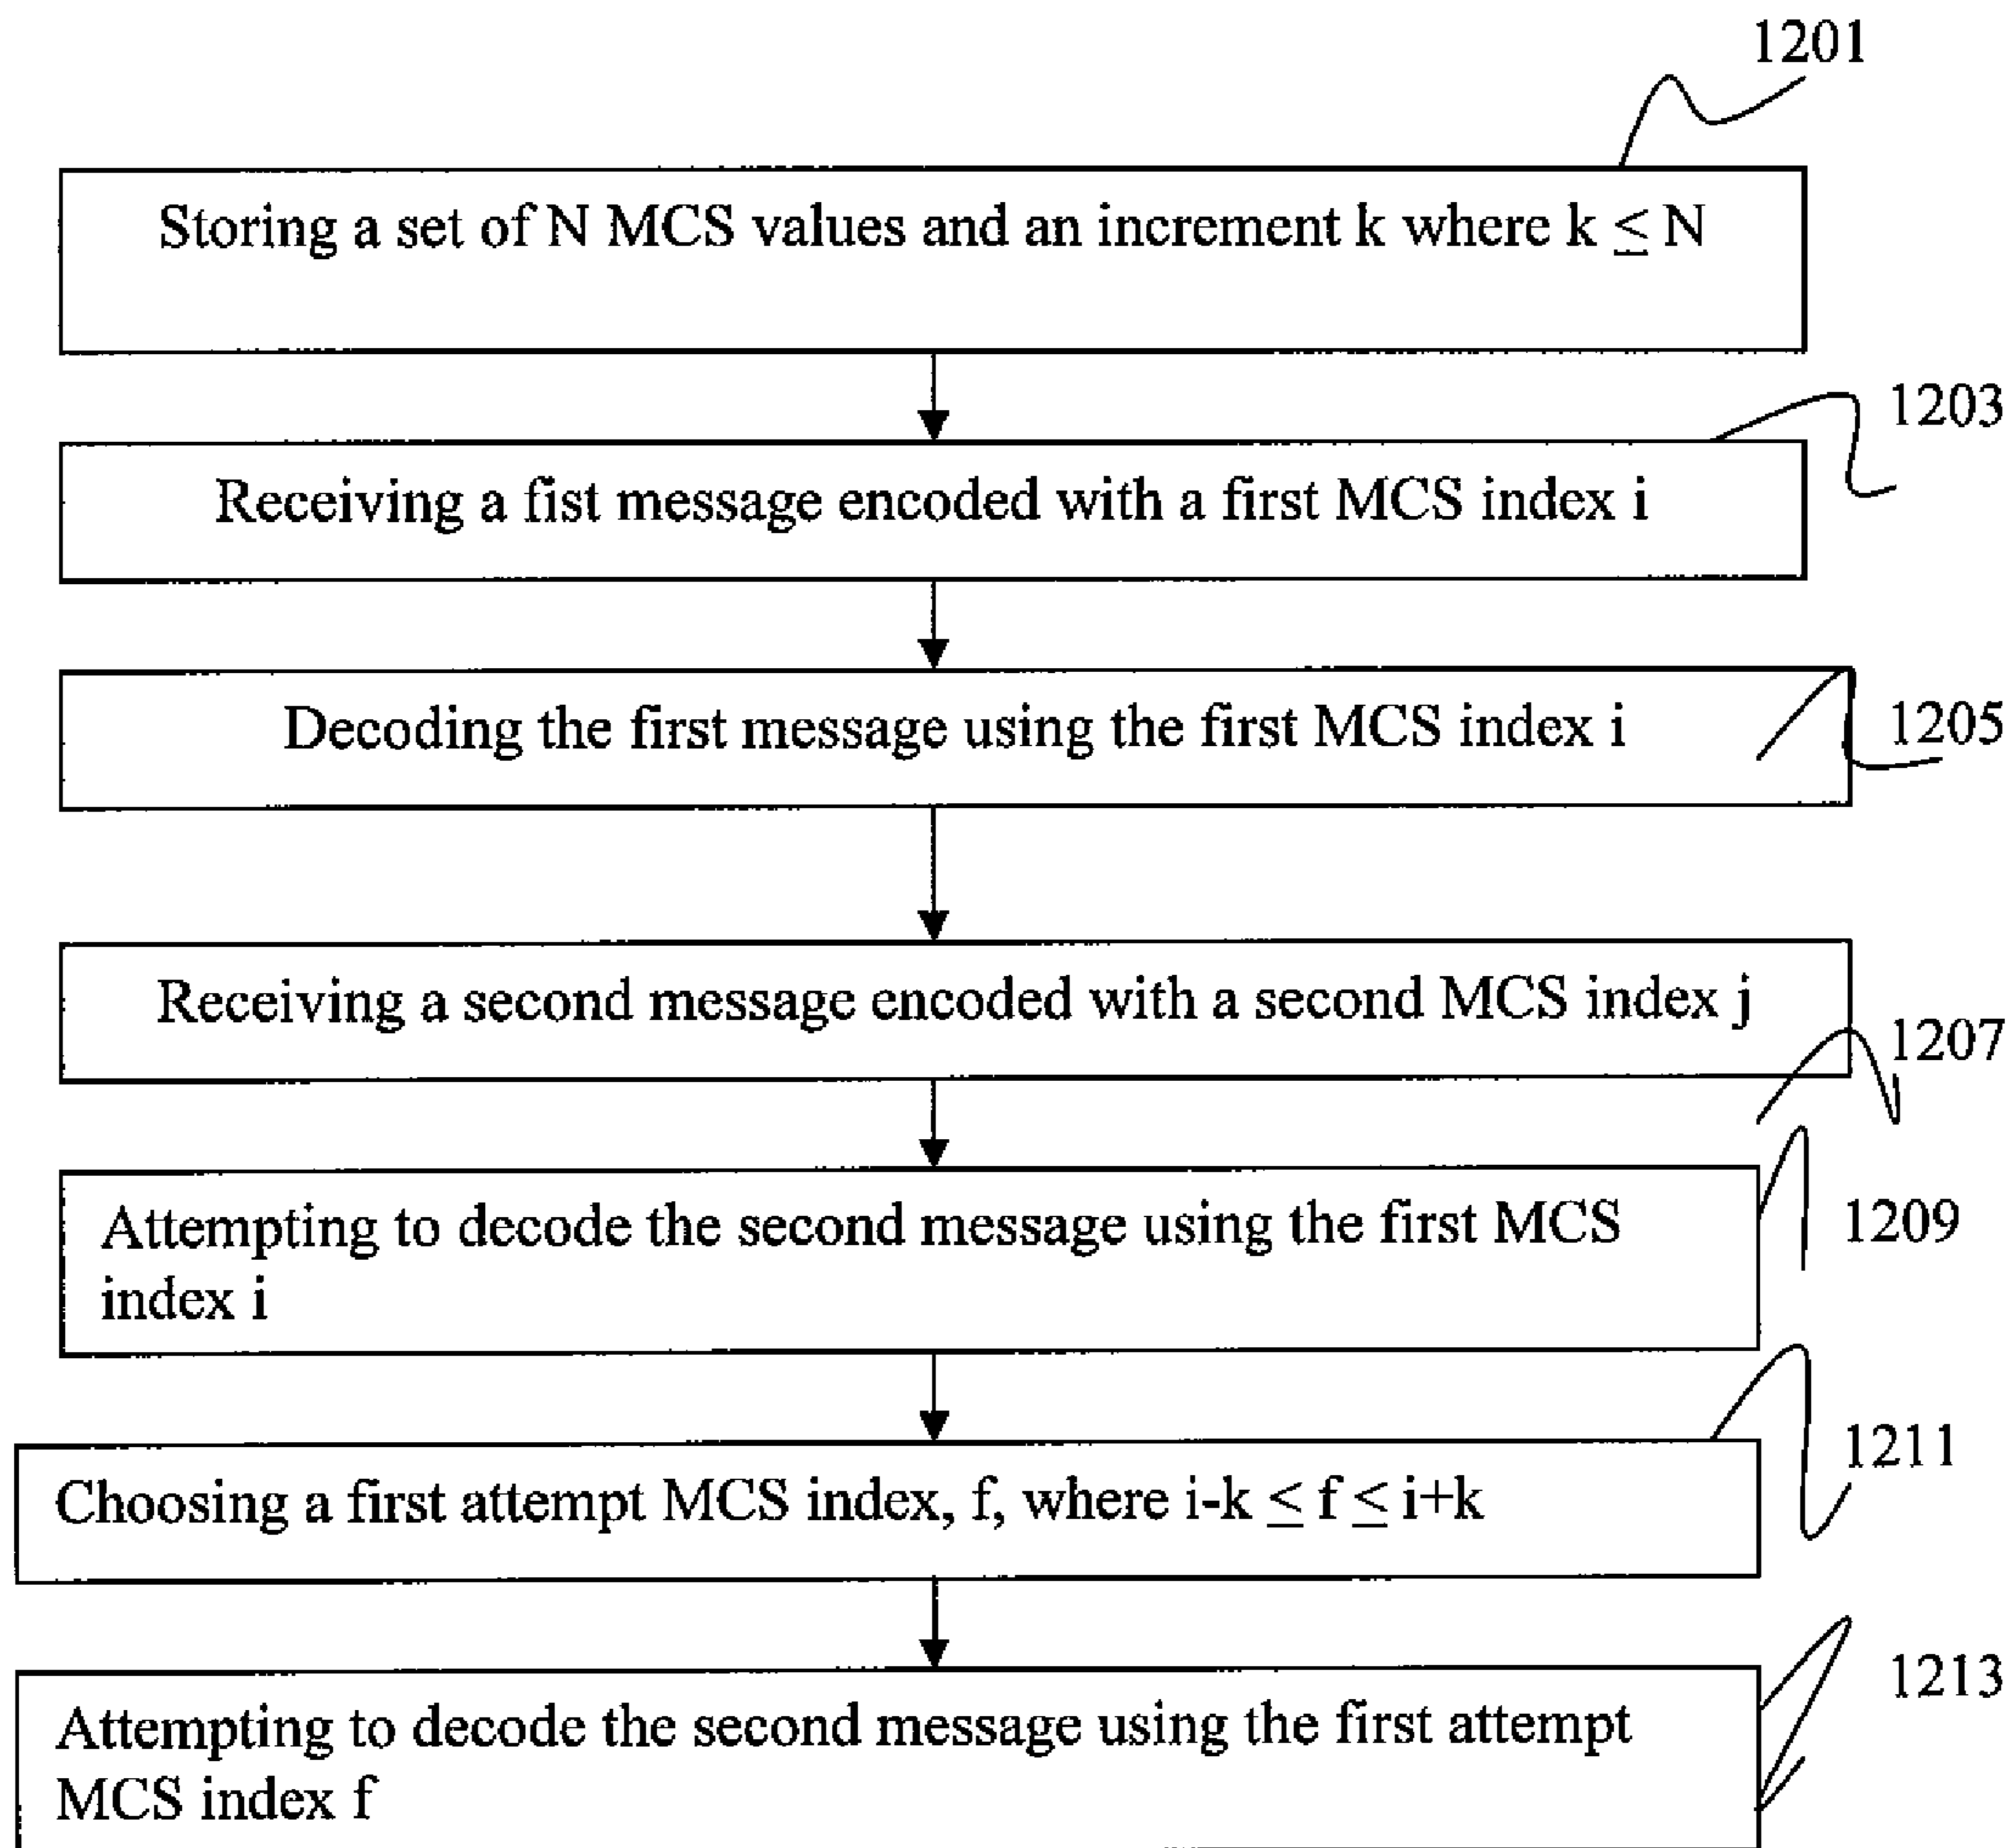 1201
Storing a set of N MCS values and an increment k where k ≤ N
1203
Receiving a fist message encoded with a first MCS index i
Decoding the first message using the first MCS index i
1205
Receiving a second message encoded with a second MCS index j
1207
Attempting to decode the second message using the first MCS
index i
1209
Choosing a first attempt MCS index, f, where i-k ≤ f ≤ i+k
1211
Attempting to decode the second message using the first attempt
MCS index f
1213